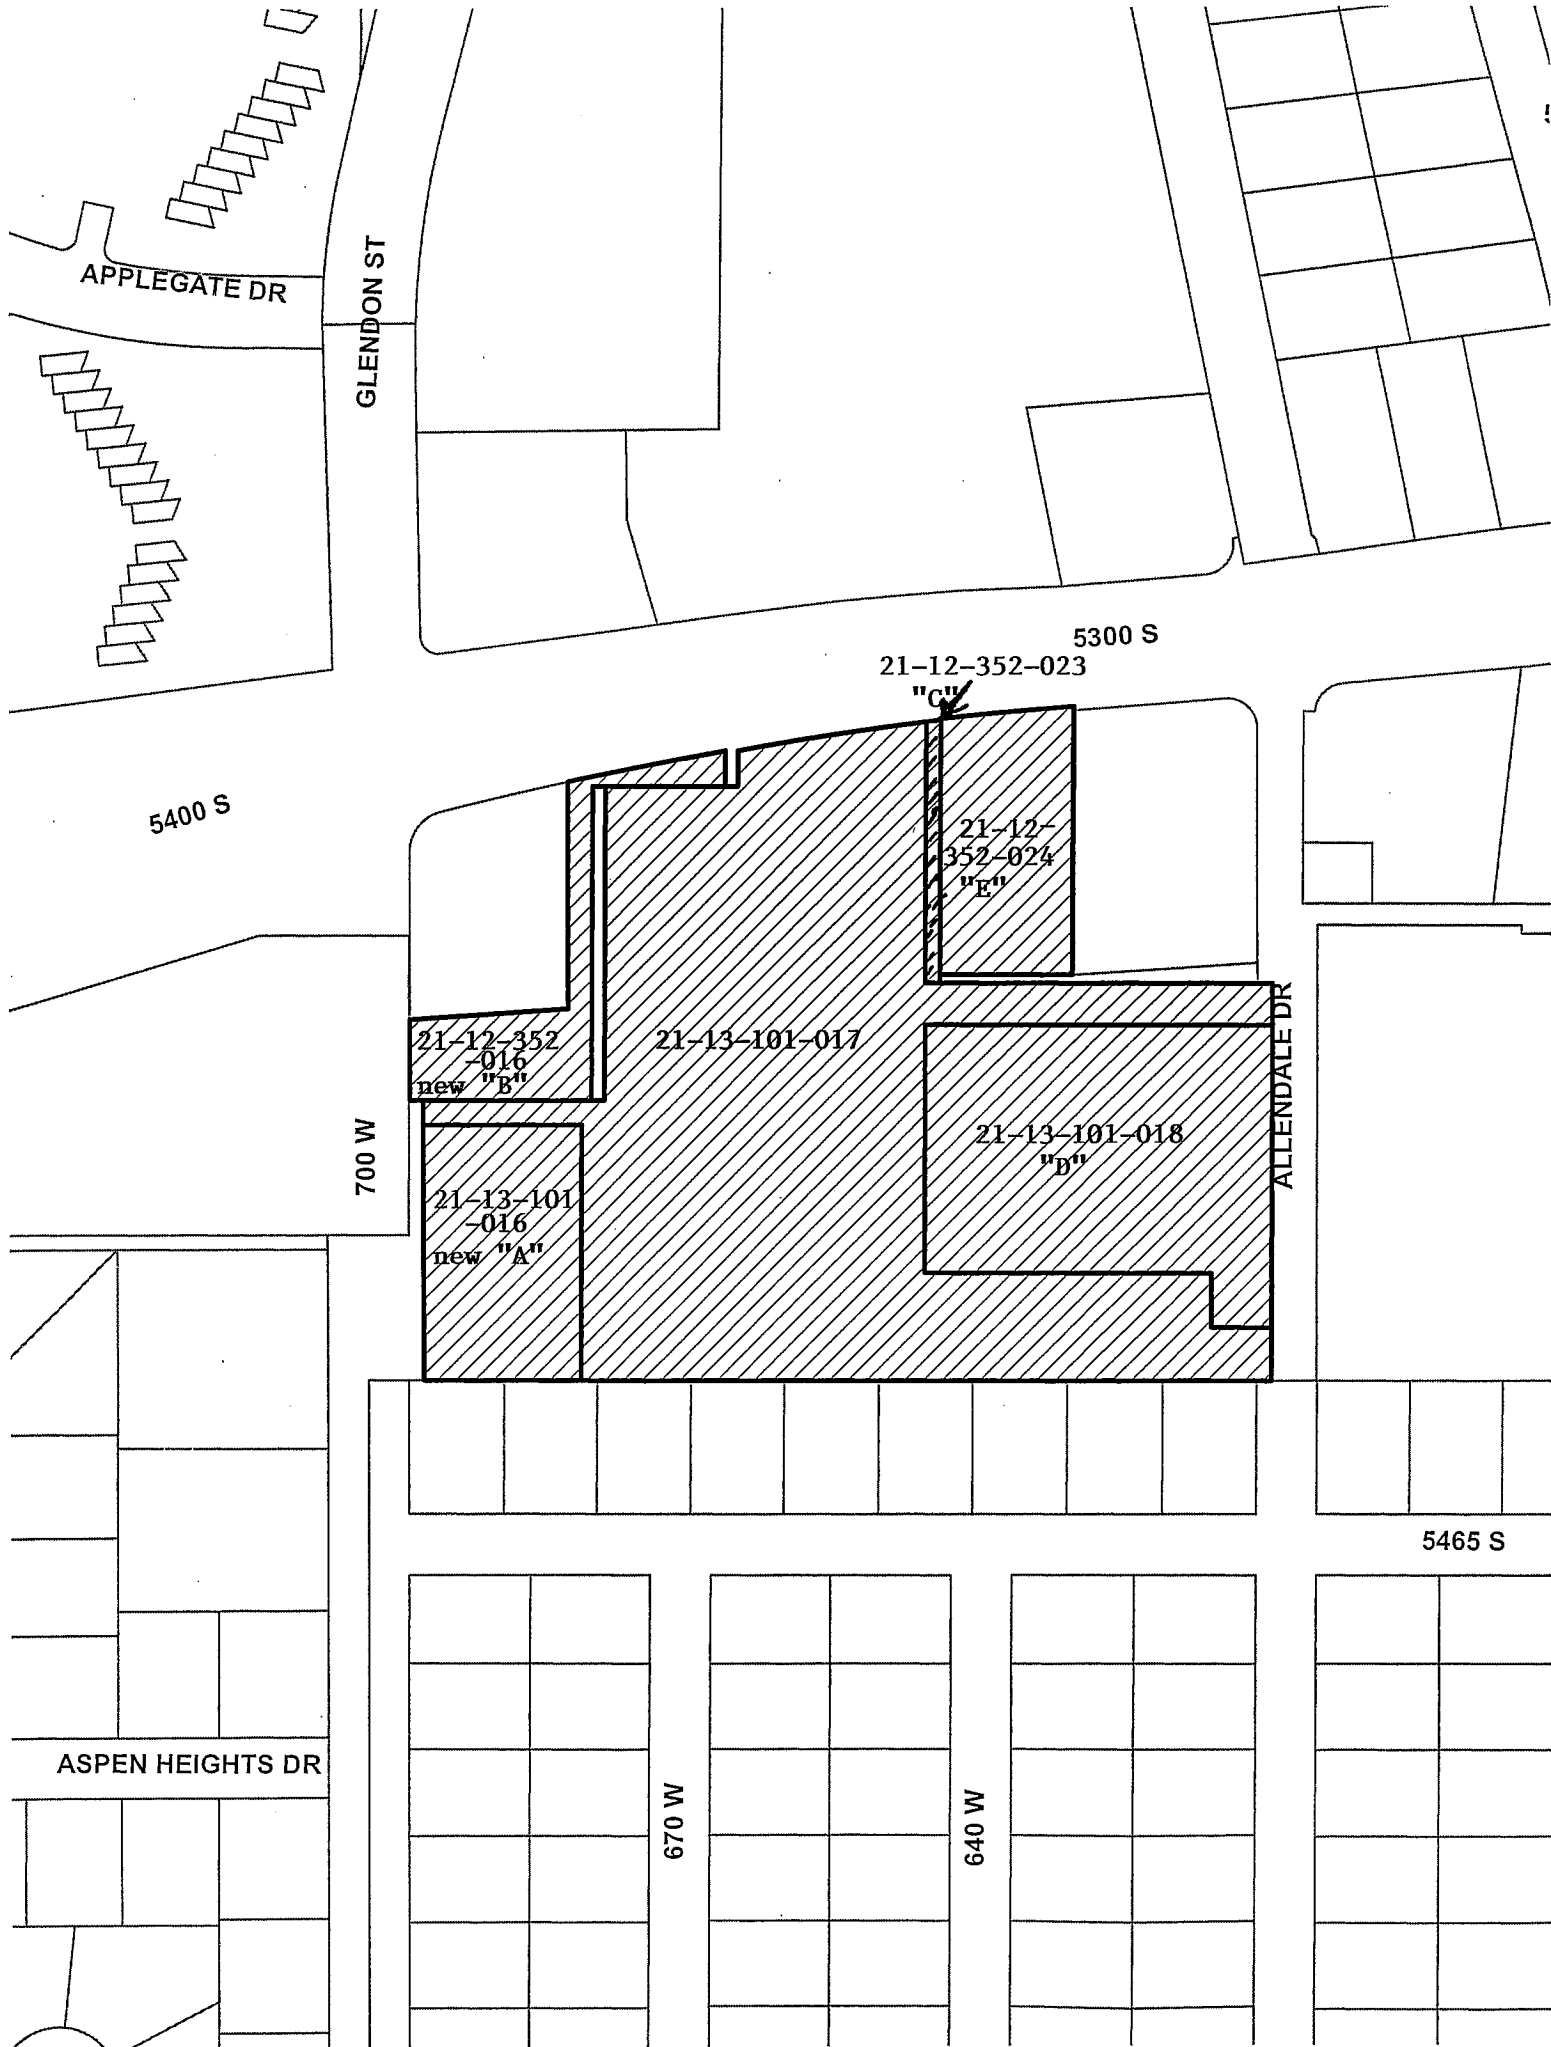 APPLEGATE DR
GLENDON ST
5300 S
21-12-352-023
"C"
5400 S
21-12-
352-024
"E"
21-12-352
-016
new "B"
21-13-101-017
ALLENDALE DR
700 W
21-13-101-018
"D"
21-13-101
-016
new "A"
5465 S
ASPEN HEIGHTS DR
670 W
640 W